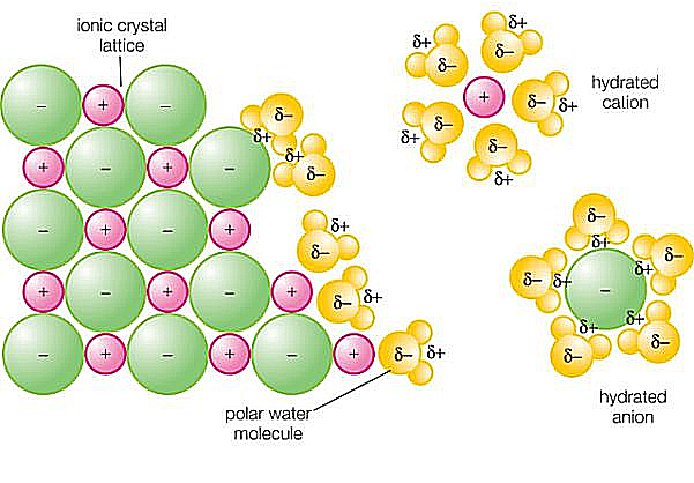 ionic crystal
lattice
– + –
+ – + –
– + – +
+ – + – +
– + – + – +
δ–
δ+
δ+
δ–
δ+
δ–
δ– δ+
δ– δ+
polar water
molecule
δ+ δ+
δ– δ–
+ δ– δ+
δ+ δ–
δ–
δ+
hydrated
cation
δ–
δ+
δ– δ+ δ+ δ–
–
δ+ δ+
δ– δ–
hydrated
anion